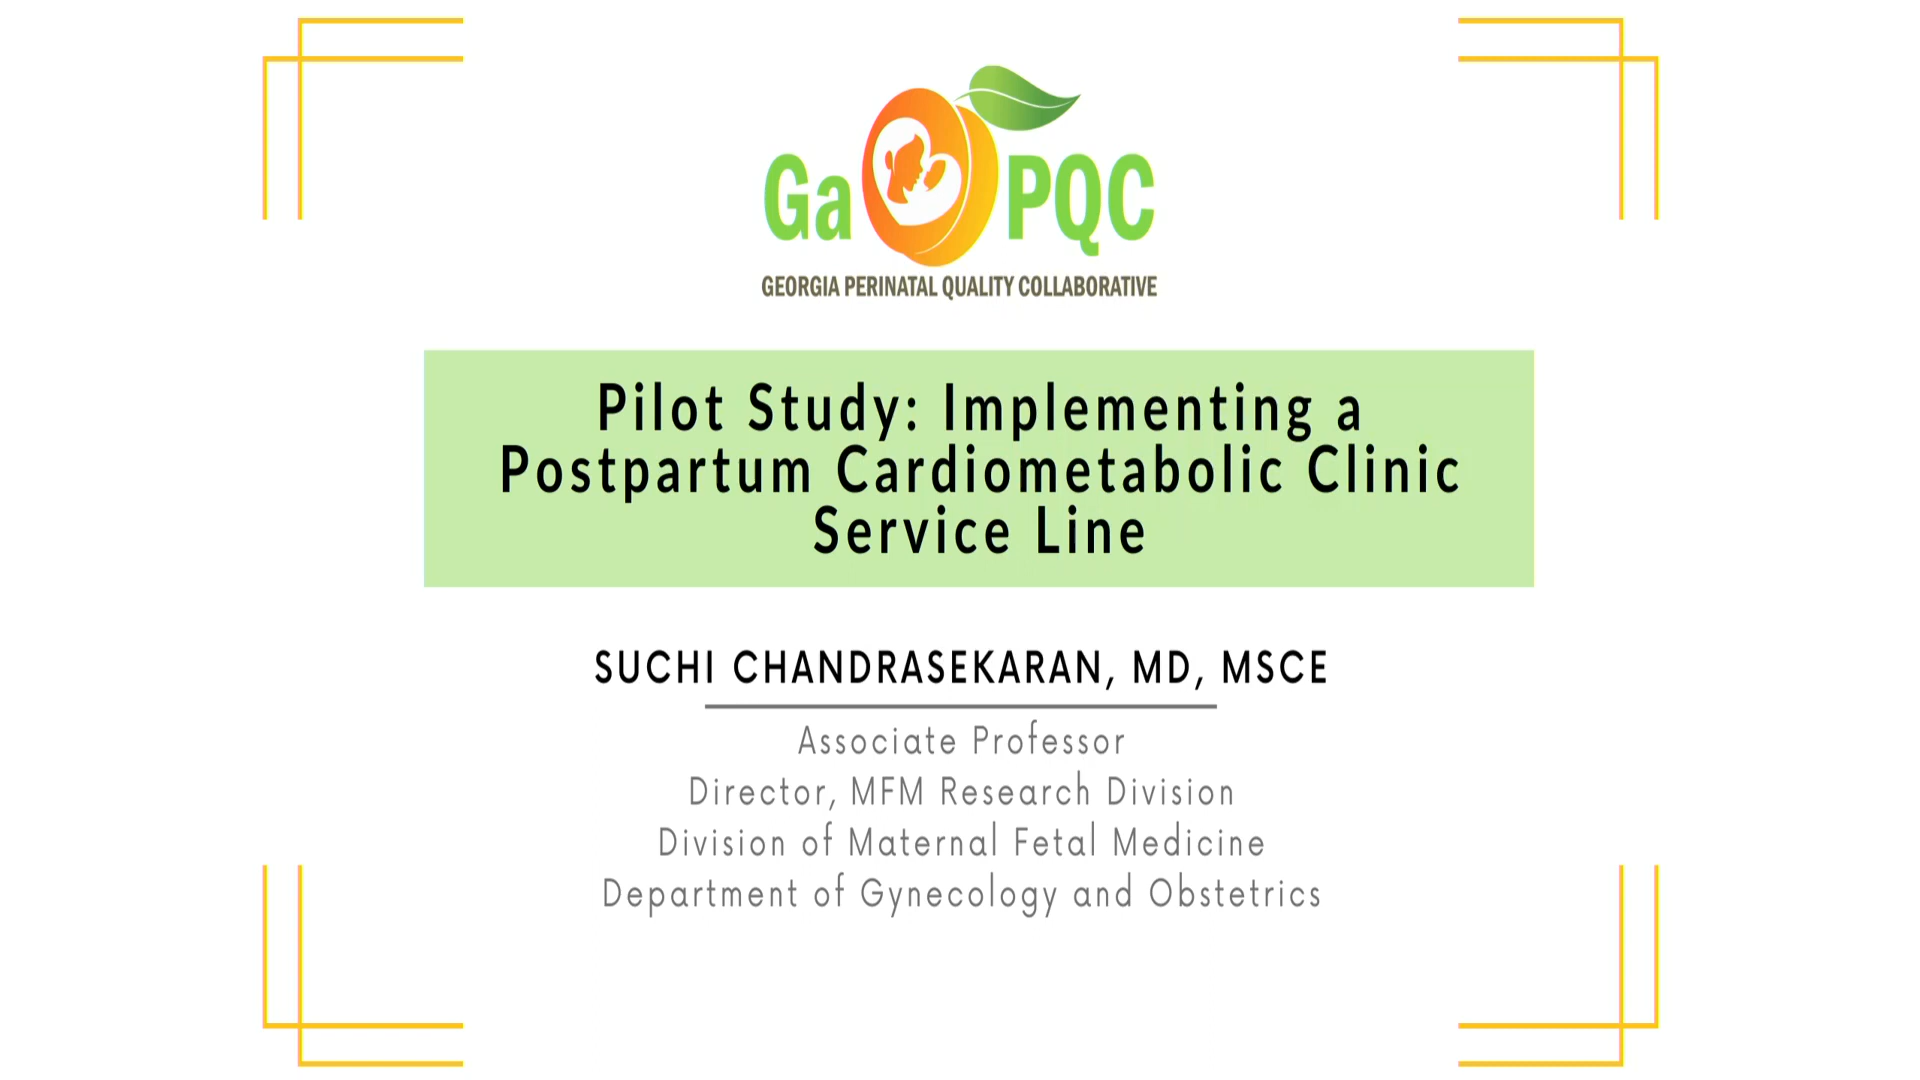 Ga PQC
GEORGIA PERINATAL QUALITY COLLABORATIVE
Pilot Study: Implementing a
Postpartum Cardiometabolic Clinic
Service Line
SUCHI CHANDRASEKARAN, MD, MSCE
Associate Professor
Director, MFM Research Division
Division of Maternal Fetal Medicine
Department of Gynecology and Obstetrics